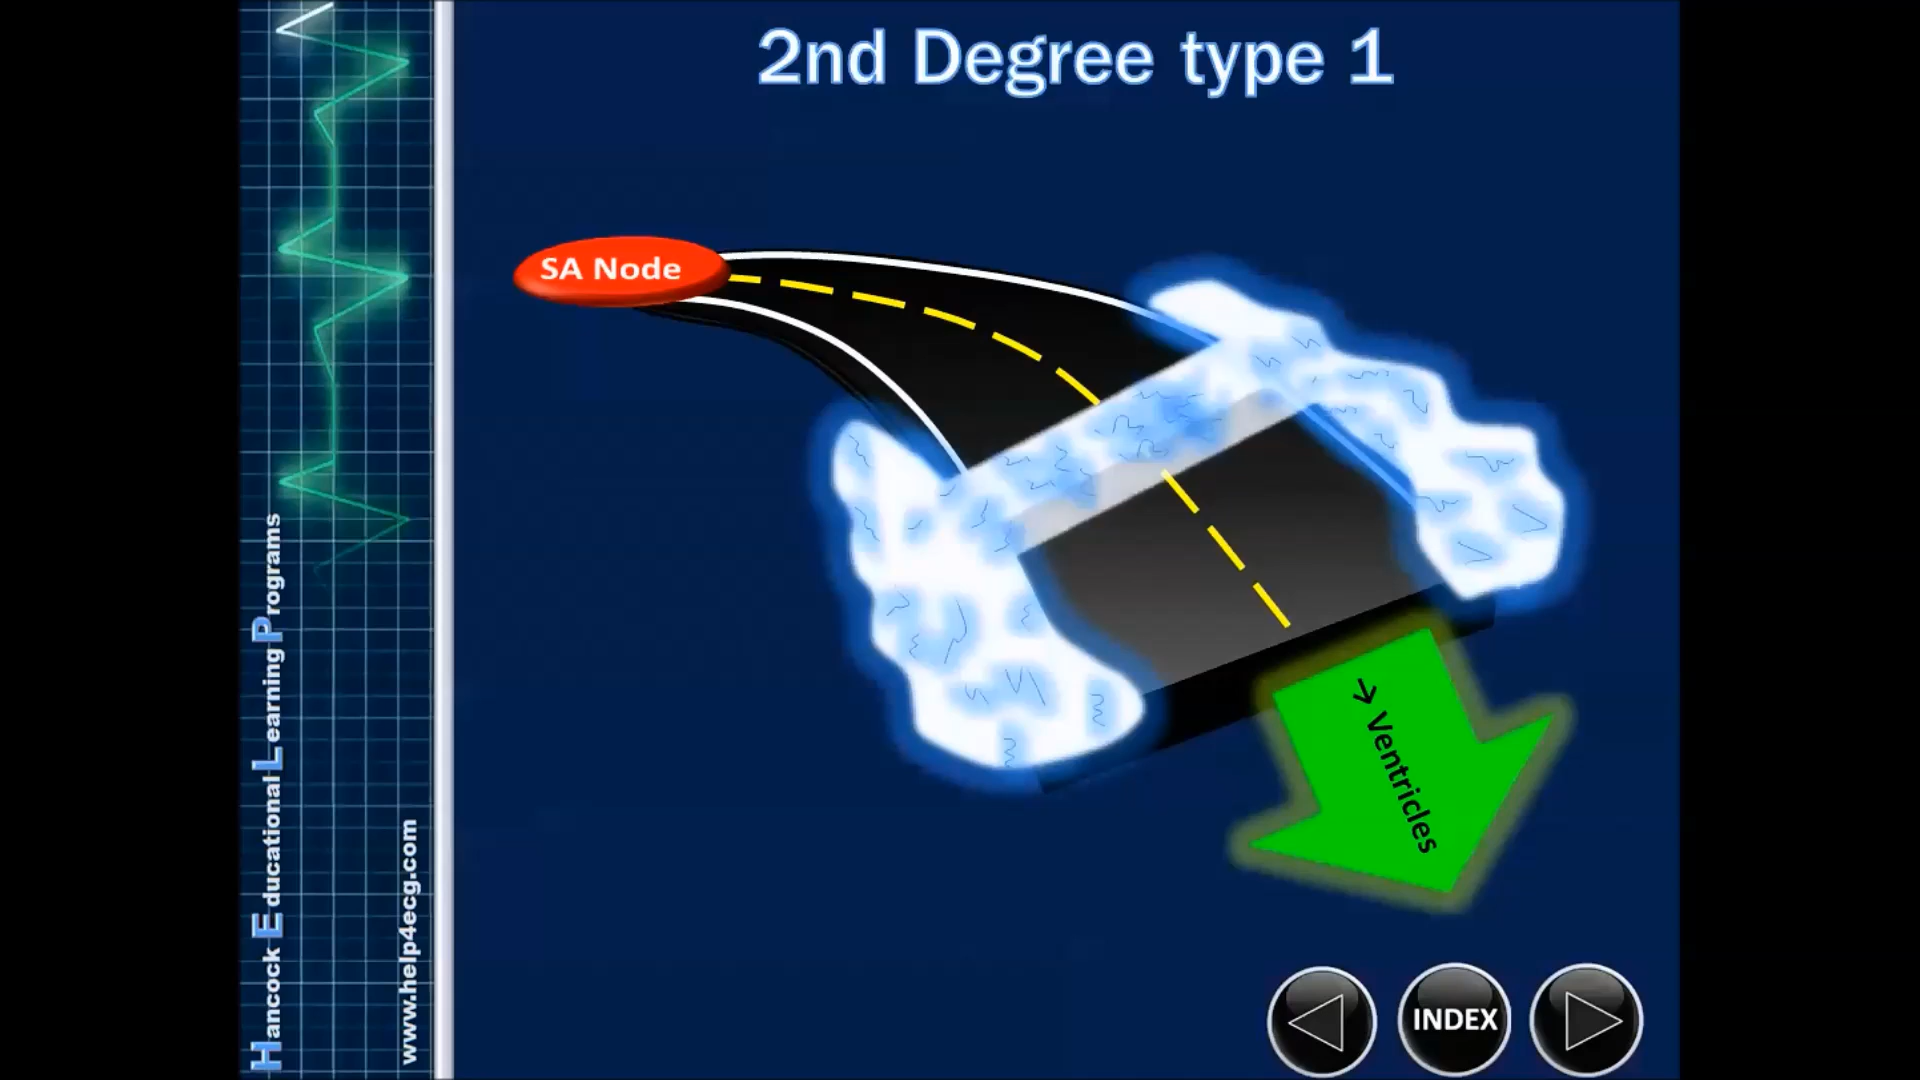 2nd Degree type 1
SA Node
→ Ventricles
Hancock Educational Learning Programs
www.help4ecg.com
INDEX